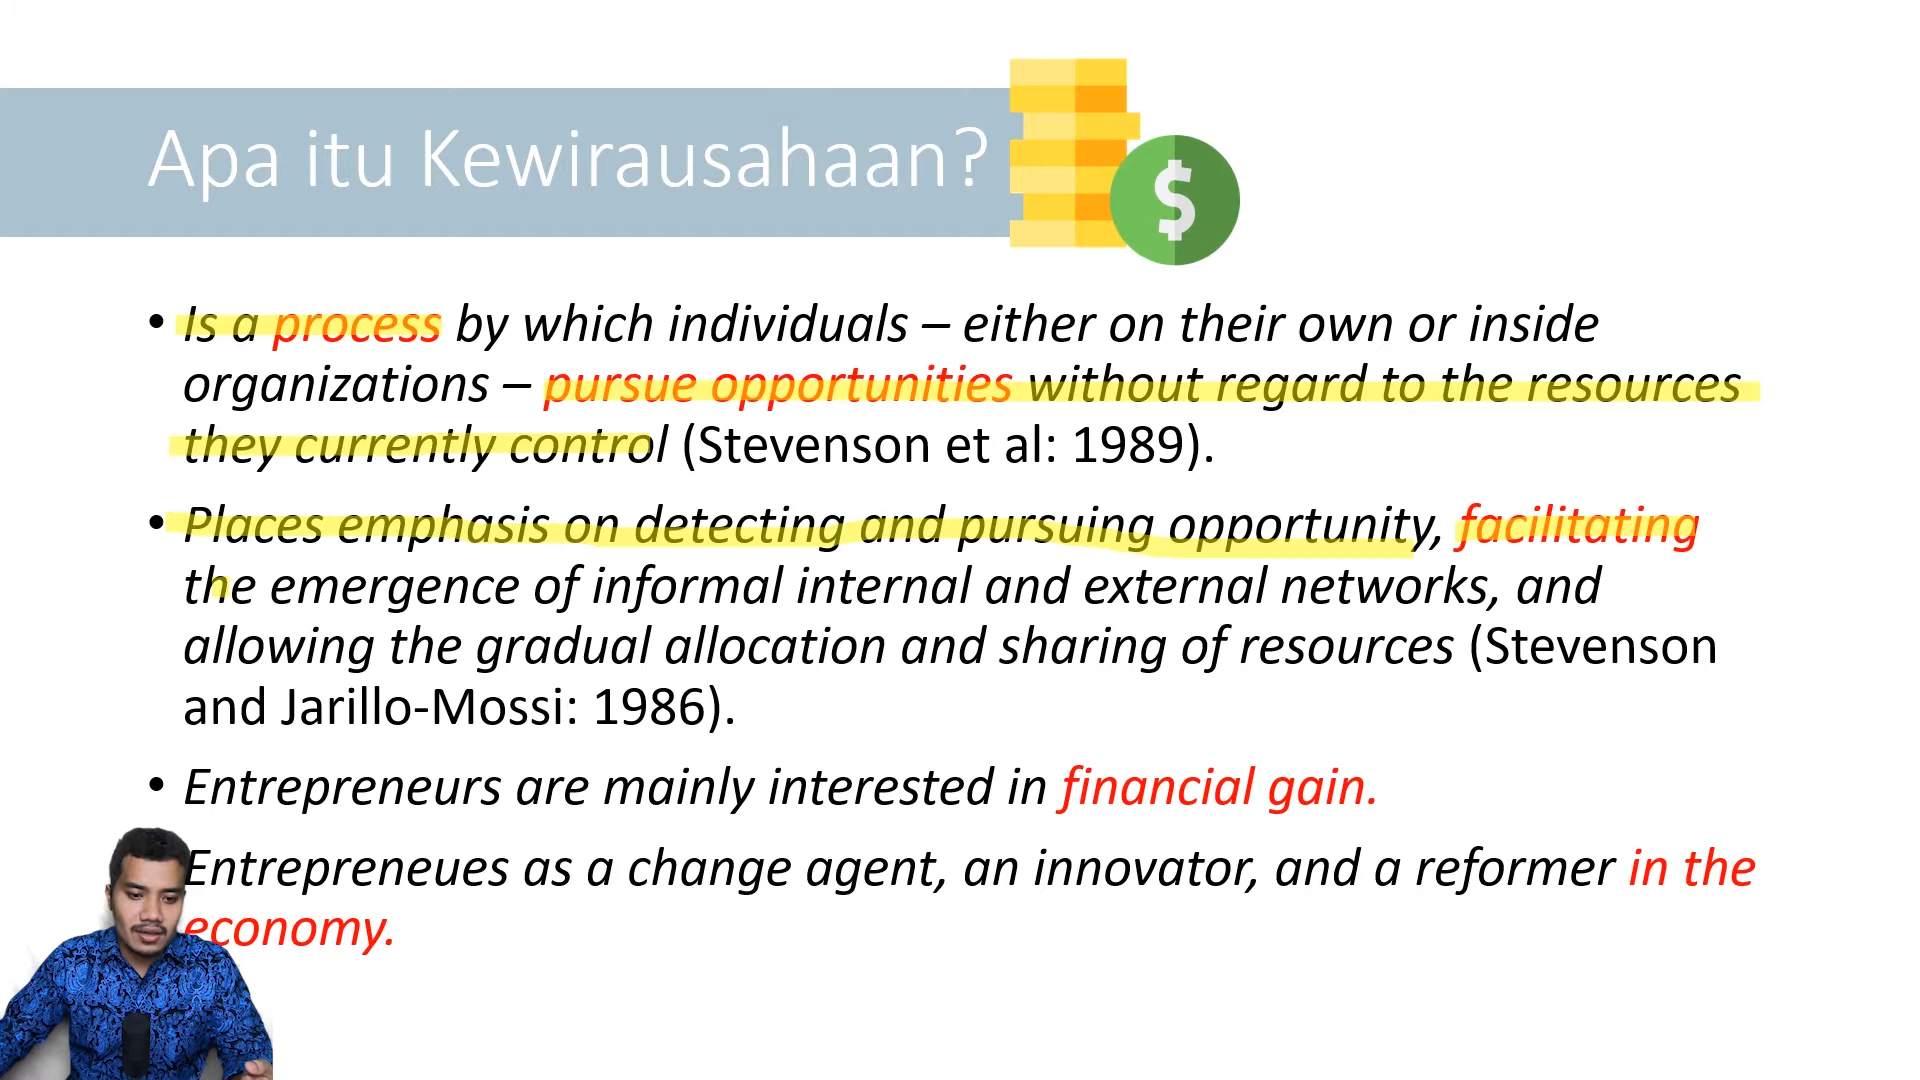 Apa itu Kewirausahaan?
$
• Is a process by which individuals – either on their own or inside
organizations – pursue opportunities without regard to the resources
they currently control (Stevenson et al: 1989).
• Places emphasis on detecting and pursuing opportunity, facilitating
the emergence of informal internal and external networks, and
allowing the gradual allocation and sharing of resources (Stevenson
and Jarillo-Mossi: 1986).
• Entrepreneurs are mainly interested in financial gain.
Entrepreneues as a change agent, an innovator, and a reformer in the
economy.